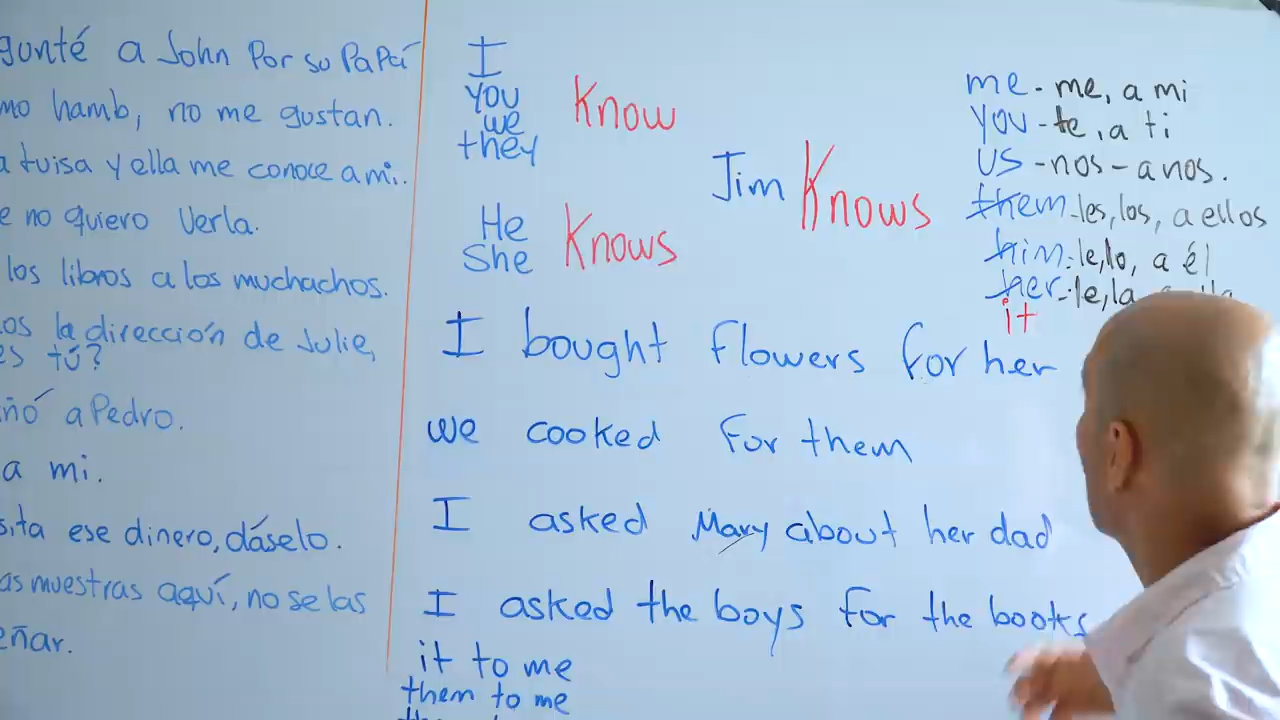 gunté a John Por su PaPá
mo hamb, no me gustan.
a Luisa y ella me conoce a mi.
e no quiero Verla.
los libros a los muchachos.
os la dirección de Julie,
es tú?
ñó a Pedro.
a mi.
sita ese dinero, dáselo.
as muestras aquí, no se las
eñar.
I
you
we
they
Know
He
She
Knows
Jim Knows
me - me, a mi
you - te, a ti
us - nos - a nos.
them - les, los, a ellos
him: le, lo, a él
her - le, la,
it
I bought flowers for her
we cooked for them
I asked Mary about her dad
I asked the boys for the books
it to me
them to me